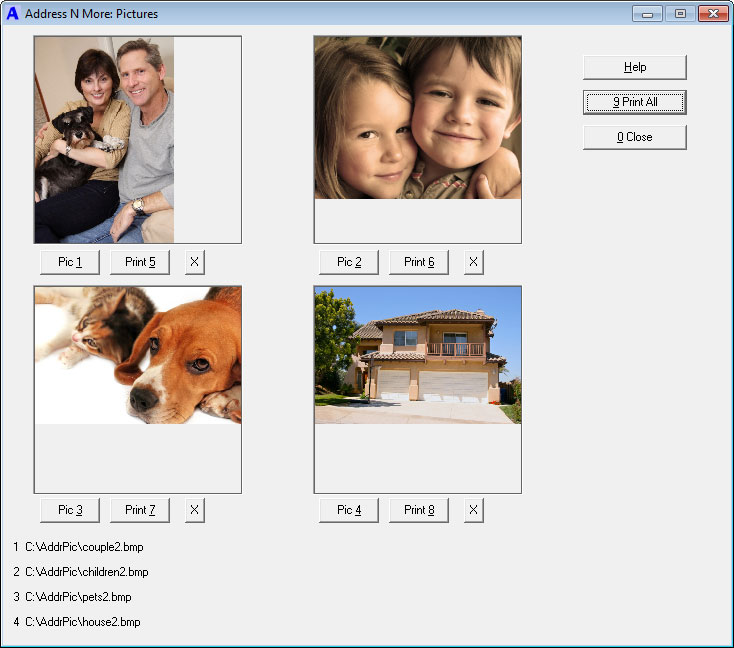 A Address N More: Pictures
Help
9 Print All
0 Close
Pic 1 Print 5 X
Pic 2 Print 6 X
Pic 3 Print 7 X
Pic 4 Print 8 X
1 C:\AddrPic\couple2.bmp
2 C:\AddrPic\children2.bmp
3 C:\AddrPic\pets2.bmp
4 C:\AddrPic\house2.bmp